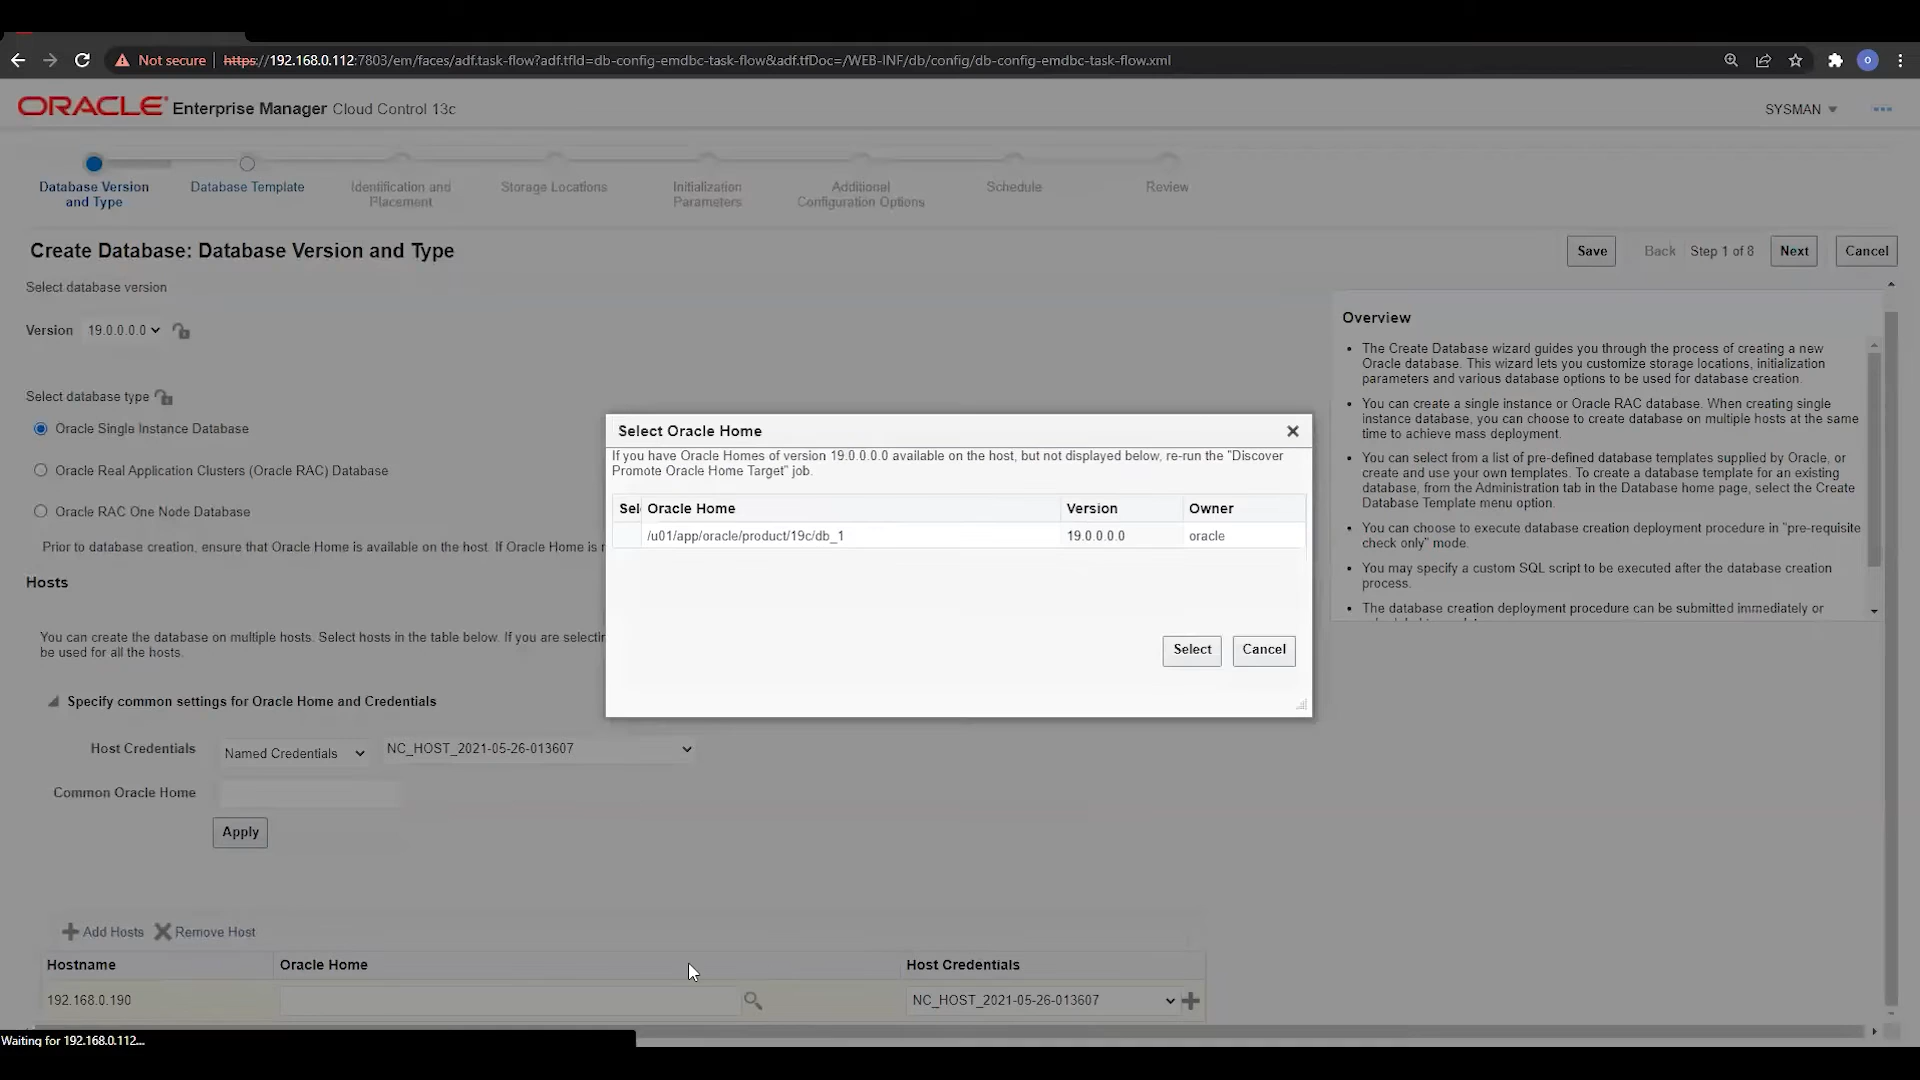 Not secure
https://192.168.0.112:7803/em/faces/adf.task-flow?adf.tfId=db-config-emdbc-task-flow&adf.tfDoc=/WEB-INF/db/config/db-config-emdbc-task-flow.xml
O
ORACLE Enterprise Manager Cloud Control 13c
SYSMAN
Database Version and Type
Database Template
Identification and Placement
Storage Locations
Initialization Parameters
Additional Configuration Options
Schedule
Review
Create Database: Database Version and Type
Save
Back
Step 1 of 8
Next
Cancel
Select database version
Version 19.0.0.0.0
Select database type
Oracle Single Instance Database
Oracle Real Application Clusters (Oracle RAC) Database
Oracle RAC One Node Database
Prior to database creation, ensure that Oracle Home is available on the host. If Oracle Home is
Hosts
You can create the database on multiple hosts. Select hosts in the table below. If you are
be used for all the hosts.
Specify common settings for Oracle Home and Credentials
Host Credentials
Named Credentials
NC_HOST_2021-05-26-013607
Common Oracle Home
Apply
Add Hosts
Remove Host
Hostname
Oracle Home
Host Credentials
192.168.0.190
NC_HOST_2021-05-26-013607
Select Oracle Home
If you have Oracle Homes of version 19.0.0.0.0 available on the host, but not displayed below, re-run the "Discover
Promote Oracle Home Target" job.
Sel
Oracle Home
Version
Owner
/u01/app/oracle/product/19c/db_1
19.0.0.0.0
oracle
Select
Cancel
Overview
• The Create Database wizard guides you through the process of creating a new
Oracle database. This wizard lets you customize storage locations, initialization
parameters and various database options to be used for database creation.
• You can create a single instance or Oracle RAC database. When creating single
instance database, you can choose to create database on multiple hosts at the same
time to achieve mass deployment.
• You can select from a list of pre-defined database templates supplied by Oracle, or
create and use your own templates. To create a database template for an existing
database, from the Administration tab in the Database home page, select the Create
Database Template menu option.
• You can choose to execute database creation deployment procedure in "pre-requisite
check only" mode.
• You may specify a custom SQL script to be executed after the database creation
process.
• The database creation deployment procedure can be submitted immediately or
Waiting for 192.168.0.112...